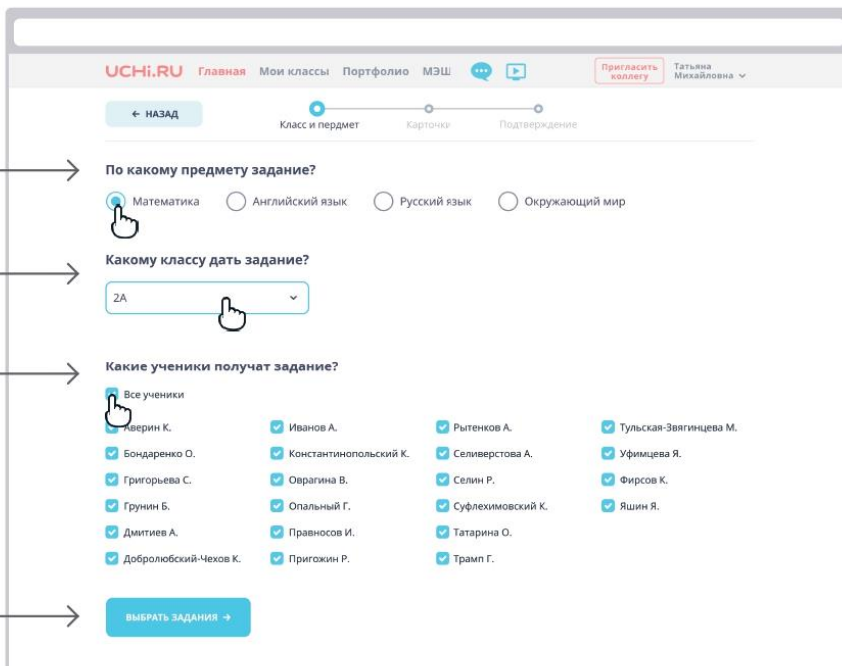 UCHi.RU Главная Мои классы Портфолио МЭШ Пригласить коллегу Татьяна Михайловна
← НАЗАД
Класс и пердмет Карточки Подтверждение
По какому предмету задание?
Математика Английский язык Русский язык Окружающий мир
Какому классу дать задание?
2А
Какие ученики получат задание?
Все ученики
Аверин К. Иванов А. Рытенков А. Тульская-Звягинцева М.
Бондаренко О. Константинопольский К. Селиверстова А. Уфимцева Я.
Григорьева С. Оврагина В. Селин Р. Фирсов К.
Грунин Б. Опальный Г. Суфлехимовский К. Яшин Я.
Дмитиев А. Правносов И. Татарина О.
Добролюбский-Чехов К. Пригожин Р. Трамп Г.
ВЫБРАТЬ ЗАДАНИЯ →